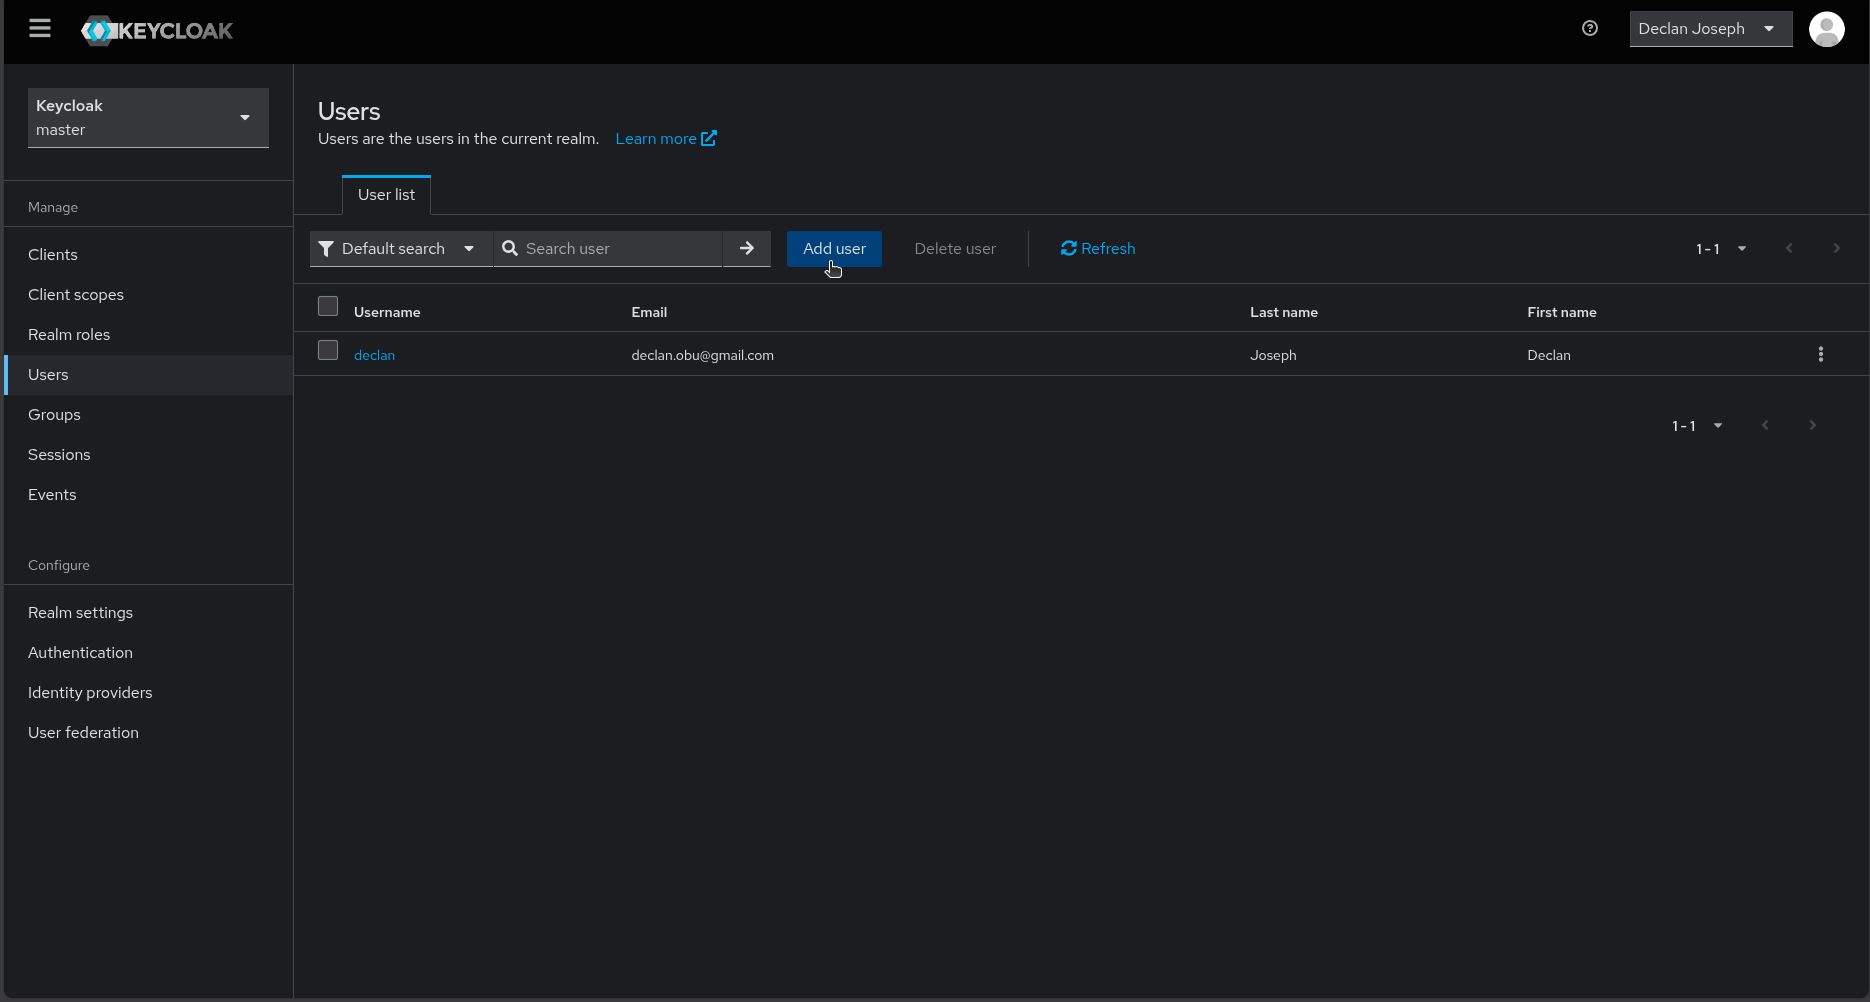 KEYCLOAK
Declan Joseph
Keycloak
master
Manage
Clients
Client scopes
Realm roles
Users
Groups
Sessions
Events
Configure
Realm settings
Authentication
Identity providers
User federation
Users
Users are the users in the current realm. Learn more
User list
Default search Search user Add user Delete user Refresh 1 - 1
Username Email Last name First name
declan declan.obu@gmail.com Joseph Declan
1 - 1